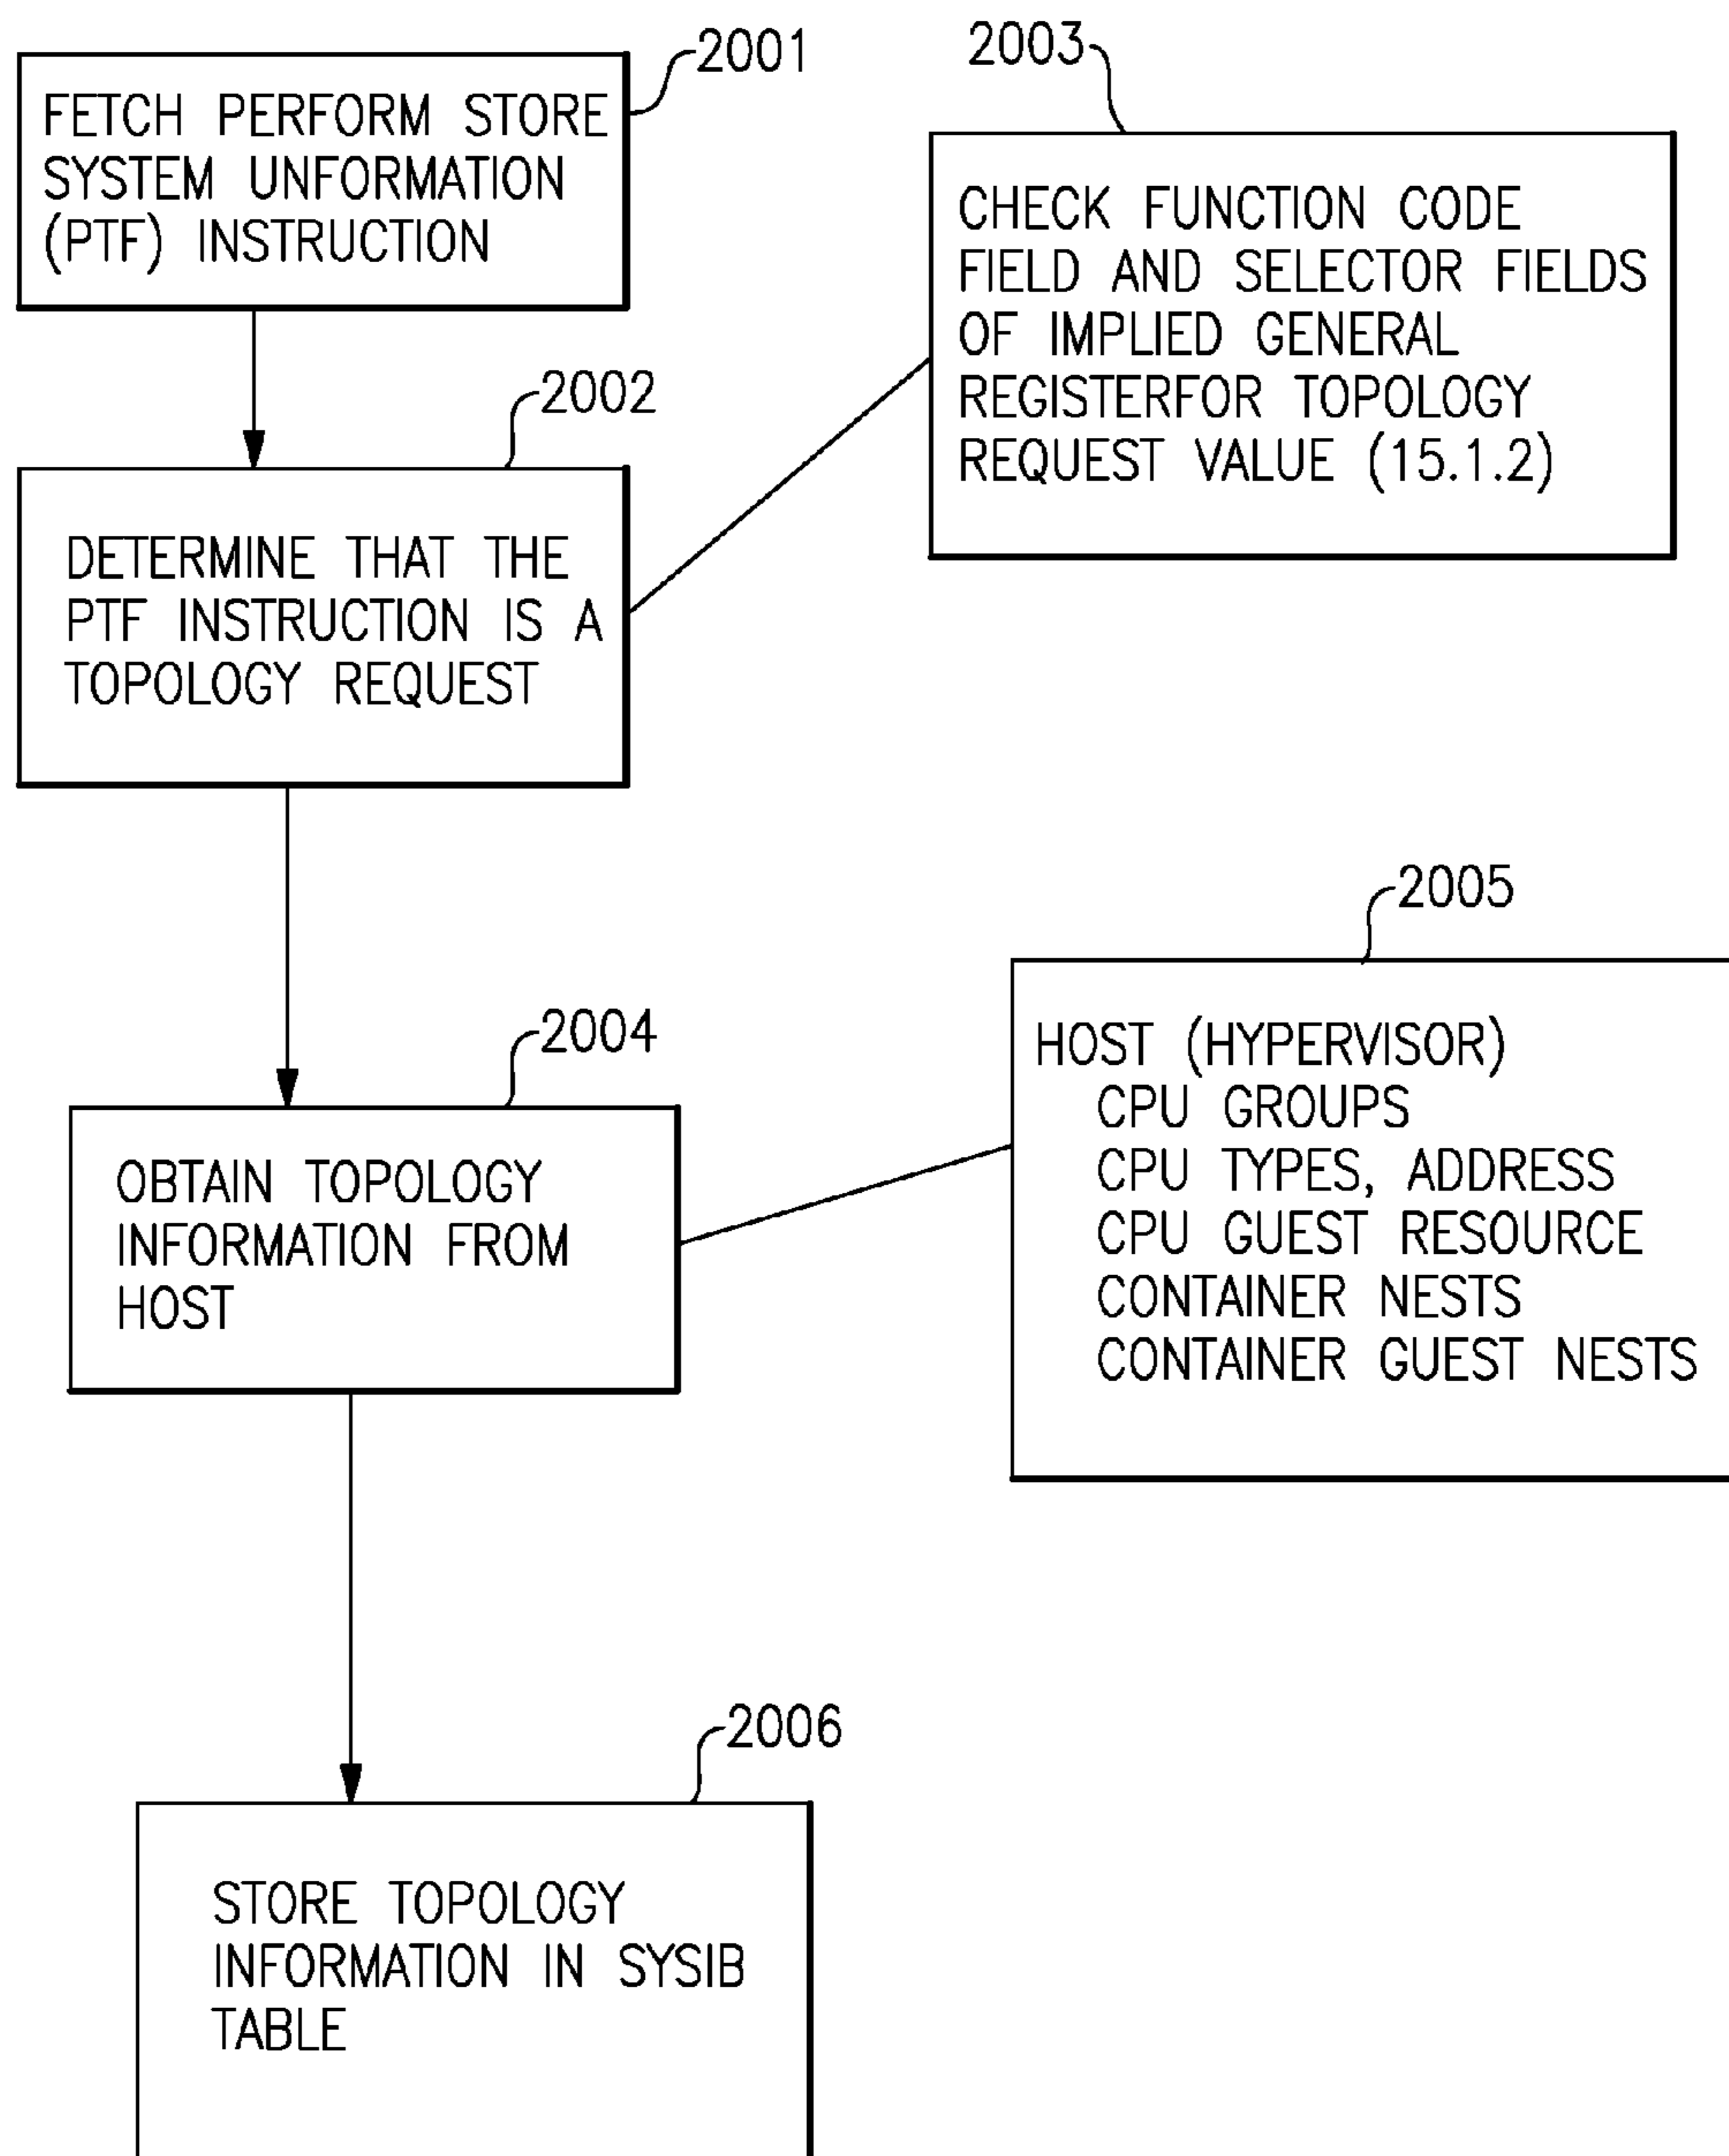 2001
FETCH PERFORM STORE
SYSTEM UNFORMATION
(PTF) INSTRUCTION
2003
CHECK FUNCTION CODE
FIELD AND SELECTOR FIELDS
OF IMPLIED GENERAL
REGISTERFOR TOPOLOGY
REQUEST VALUE (15.1.2)
2002
DETERMINE THAT THE
PTF INSTRUCTION IS A
TOPOLOGY REQUEST
2004
OBTAIN TOPOLOGY
INFORMATION FROM
HOST
2005
HOST (HYPERVISOR)
CPU GROUPS
CPU TYPES, ADDRESS
CPU GUEST RESOURCE
CONTAINER NESTS
CONTAINER GUEST NESTS
2006
STORE TOPOLOGY
INFORMATION IN SYSIB
TABLE